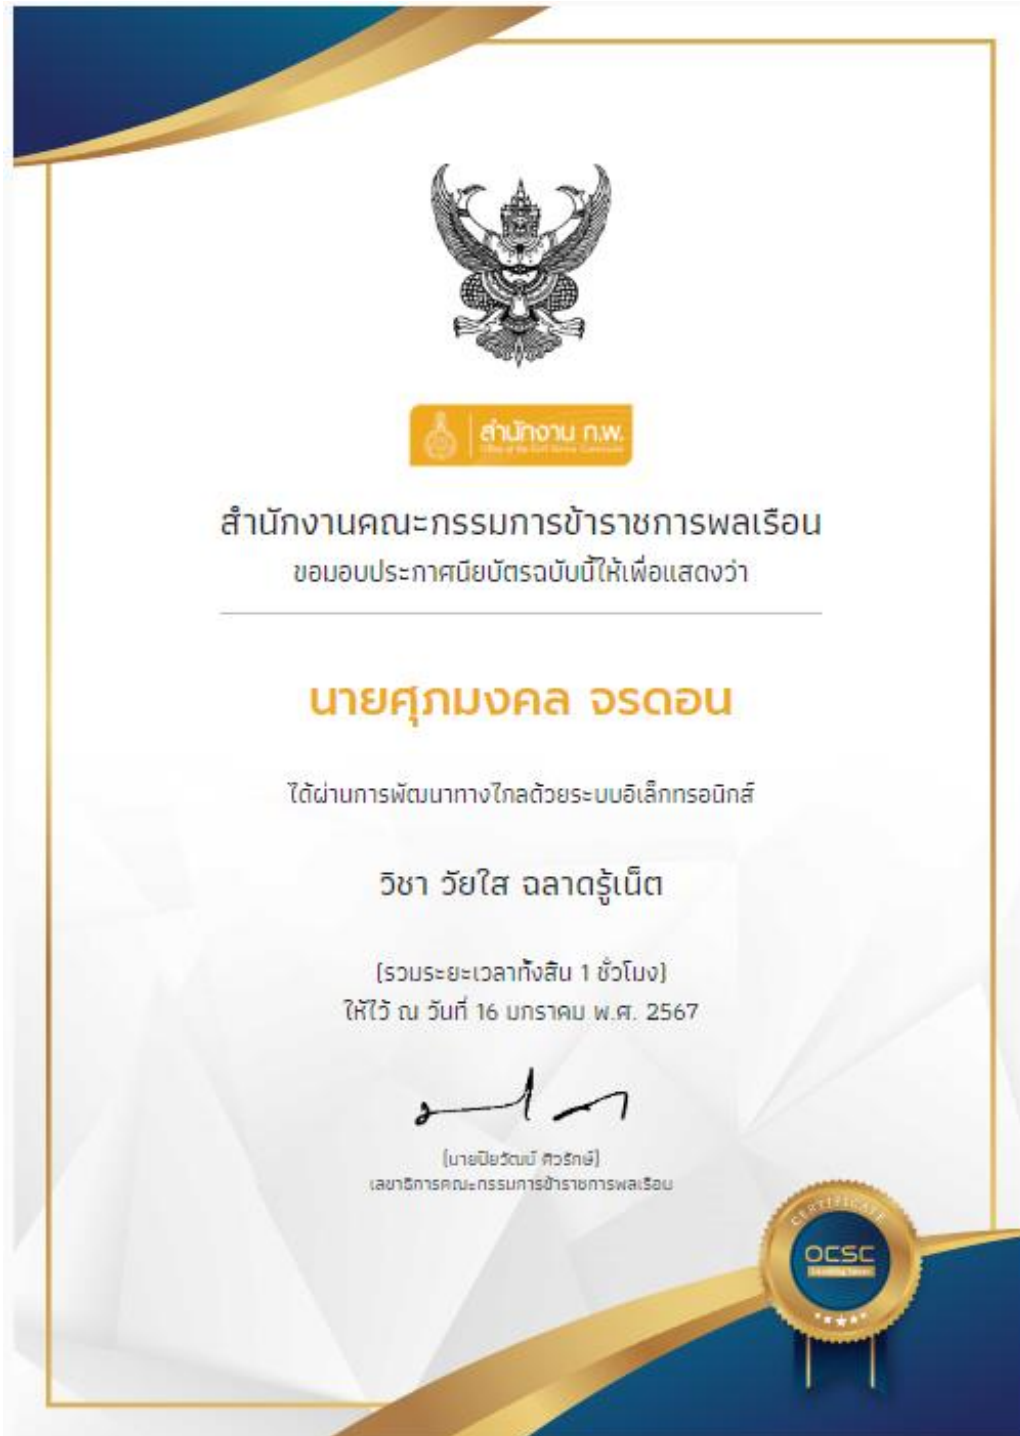 สำนักงาน ก.พ.
สำนักงานคณะกรรมการข้าราชการพลเรือน
ขอมอบประกาศนียบัตรฉบับนี้ให้เพื่อแสดงว่า
นายศุภมงคล จรดอน
ได้ผ่านการพัฒนาทางไกลด้วยระบบอิเล็กทรอนิกส์
วิชา วัยใส ฉลาดรู้เน็ต
(รวมระยะเวลาทั้งสิ้น 1 ชั่วโมง)
ให้ไว้ ณ วันที่ 16 มกราคม พ.ศ. 2567
(นายปิยวัฒน์ ศิวรักษ์)
เลขาธิการคณะกรรมการข้าราชการพลเรือน
CERTIFICATE
OCSC